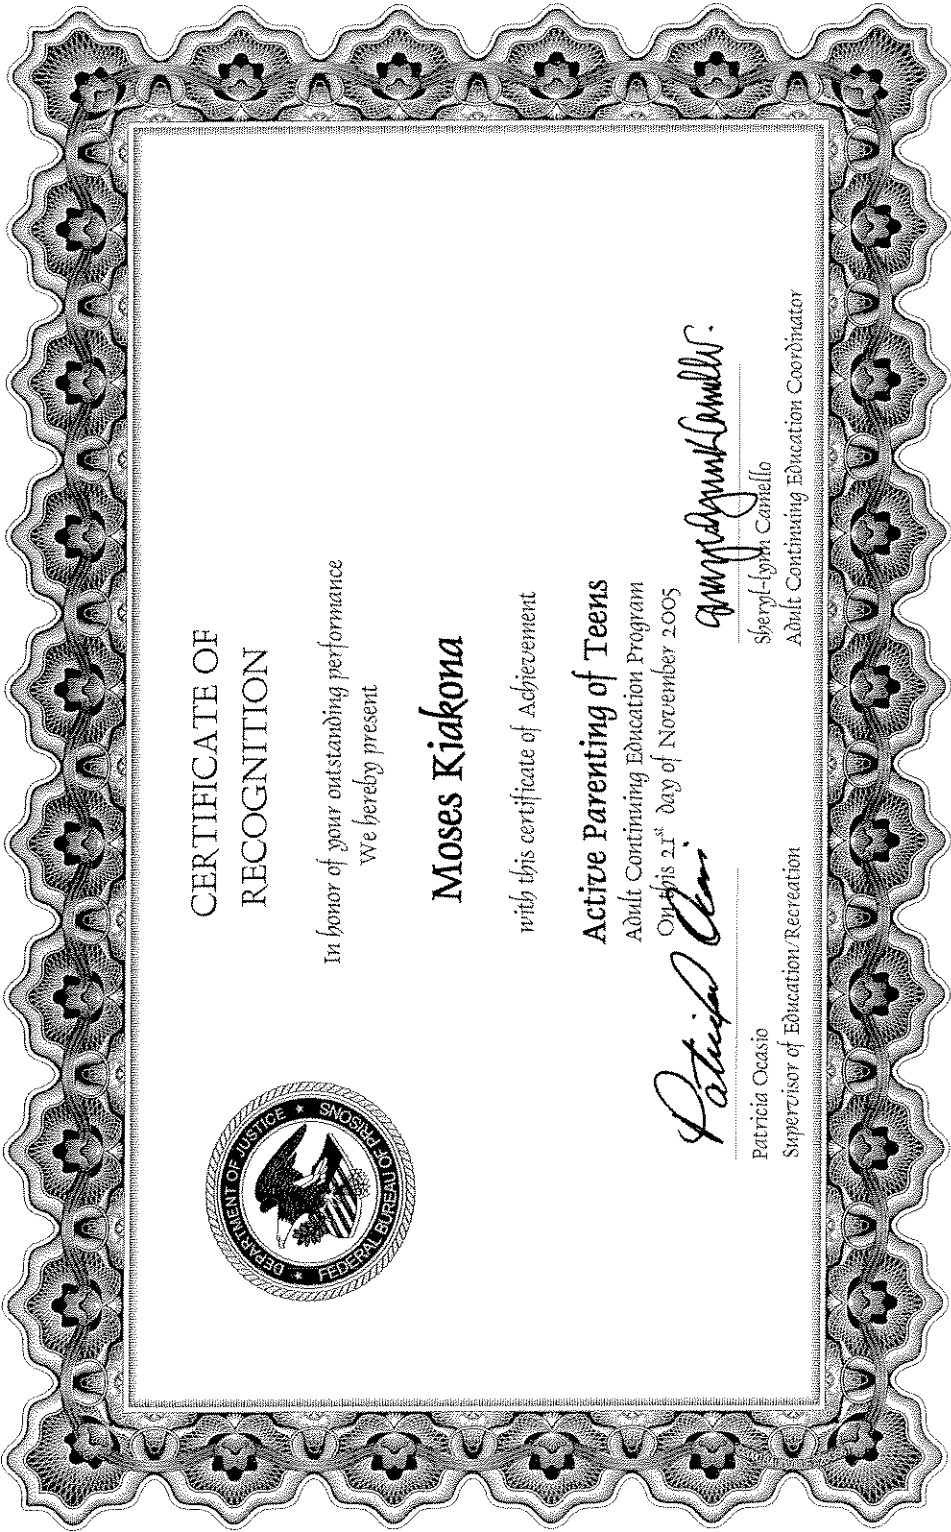 DEPARTMENT OF JUSTICE
FEDERAL BUREAU OF PRISONS
CERTIFICATE OF
RECOGNITION
In honor of your outstanding performance
We hereby present
Moses Kiakona
with this certificate of Achievement
Active Parenting of Teens
Adult Continuing Education Program
On this 21st day of November 2005
Patricia Ocasio
Patricia Ocasio
Supervisor of Education/Recreation
Sheryl-Lynn Camello
Adult Continuing Education Coordinator